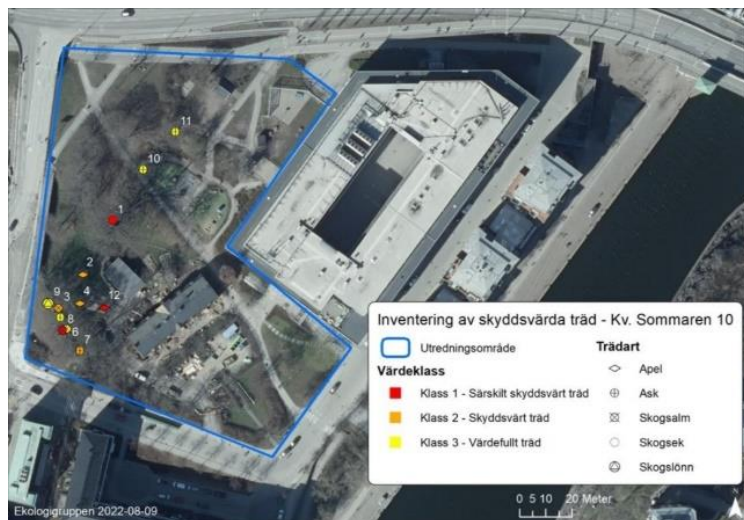 11
10
1
2
9
3
4
12
8
6
7
Inventering av skyddsvärda träd - Kv. Sommaren 10
Utredningsområde
Värdeklass
Klass 1 - Särskilt skyddsvärt träd
Klass 2 - Skyddsvärt träd
Klass 3 - Värdefullt träd
Trädart
Apel
Ask
Skogsalm
Skogsek
Skogslönn
0 5 10 20 Meter
Ekologigruppen 2022-08-09